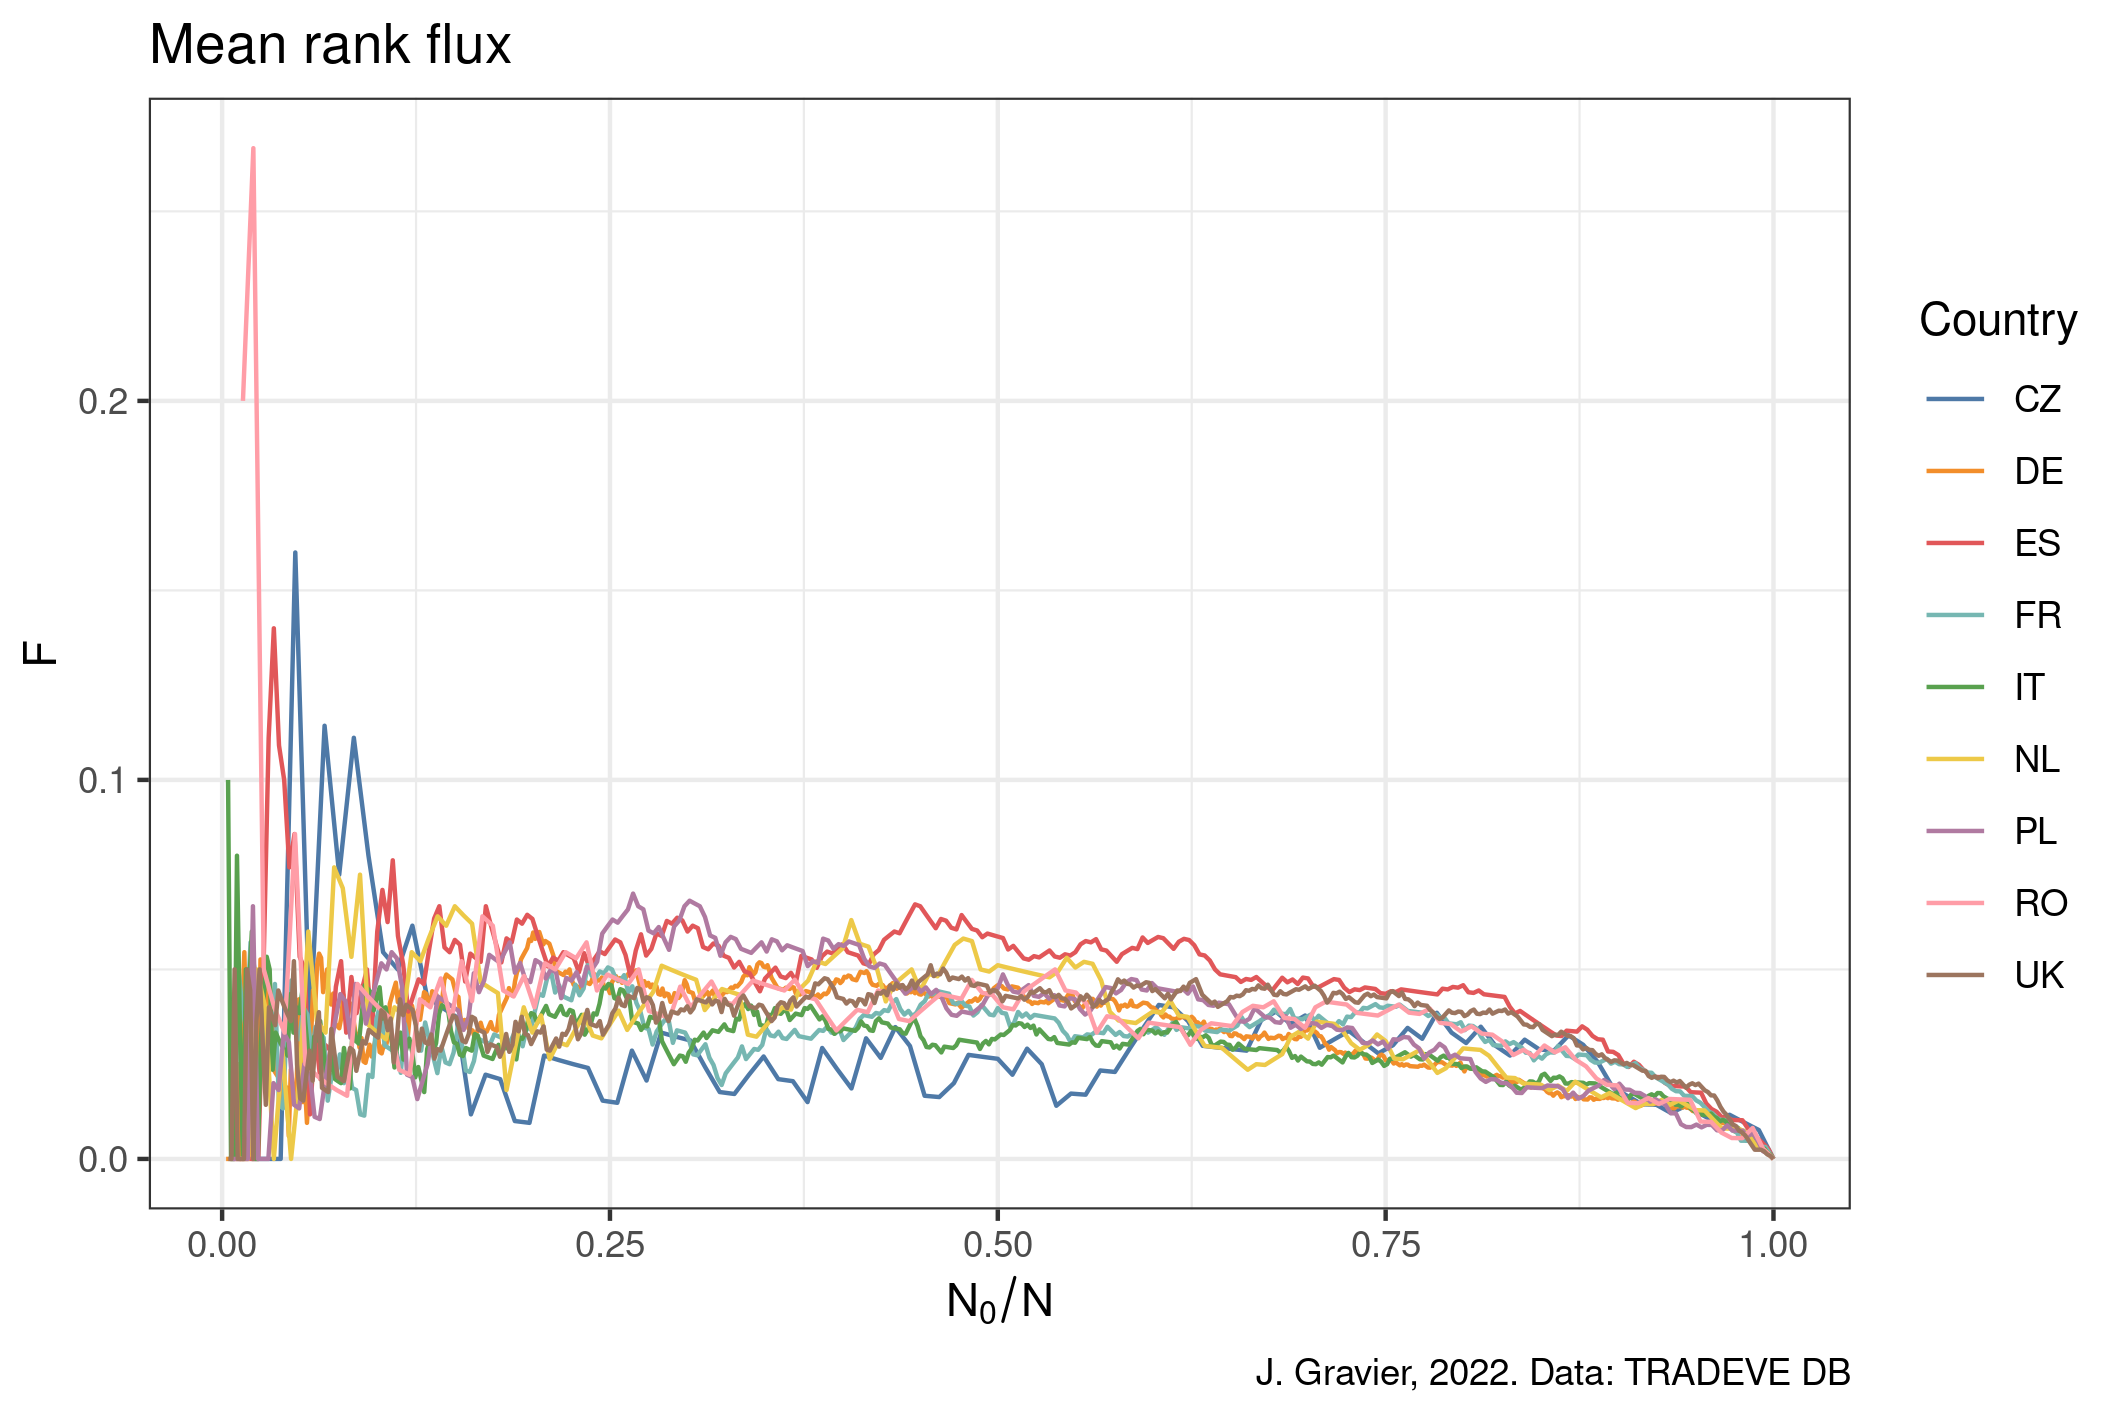 Mean rank flux
F
0.2
0.1
0.0
0.00 0.25 0.50 0.75 1.00
N₀/N
Country
CZ
DE
ES
FR
IT
NL
PL
RO
UK
J. Gravier, 2022. Data: TRADEVE DB